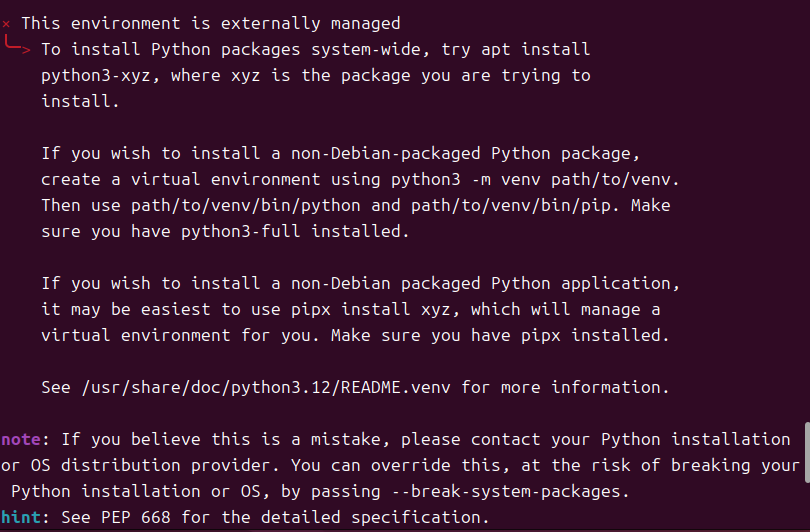 × This environment is externally managed
╰─> To install Python packages system-wide, try apt install
python3-xyz, where xyz is the package you are trying to
install.
If you wish to install a non-Debian-packaged Python package,
create a virtual environment using python3 -m venv path/to/venv.
Then use path/to/venv/bin/python and path/to/venv/bin/pip. Make
sure you have python3-full installed.
If you wish to install a non-Debian packaged Python application,
it may be easiest to use pipx install xyz, which will manage a
virtual environment for you. Make sure you have pipx installed.
See /usr/share/doc/python3.12/README.venv for more information.
note: If you believe this is a mistake, please contact your Python installation
or OS distribution provider. You can override this, at the risk of breaking your
Python installation or OS, by passing --break-system-packages.
hint: See PEP 668 for the detailed specification.